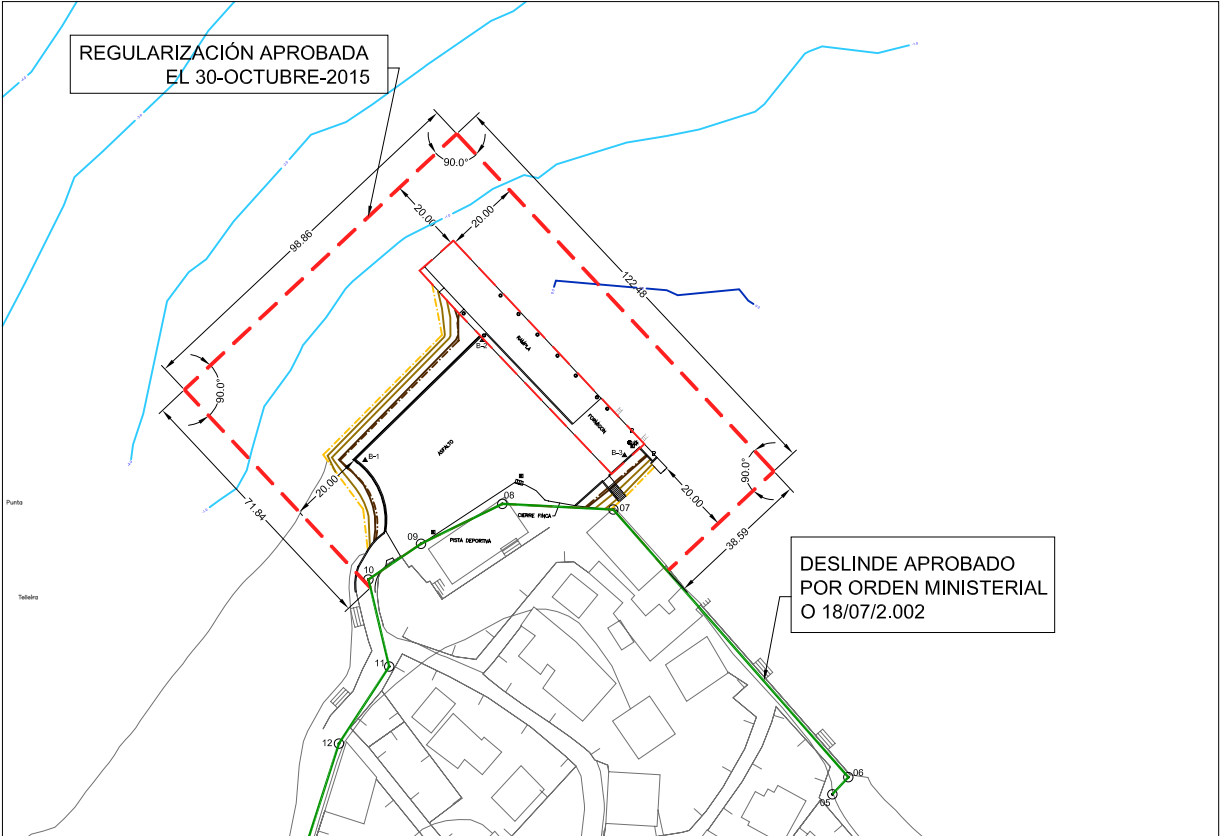 REGULARIZACIÓN APROBADA
EL 30-OCTUBRE-2015
90.0°
20.00
20.00
98.86
122.48
90.0°
RAMPLA
B-2
FORMIGON
ASFALTO
B-1
B-3
90.0°
20.00
20.00
71.84
38.59
Punta
08
07
CIERRE FINCA
09
PISTA DEPORTIVA
10
Telleira
DESLINDE APROBADO
POR ORDEN MINISTERIAL
O 18/07/2.002
11
12
06
05